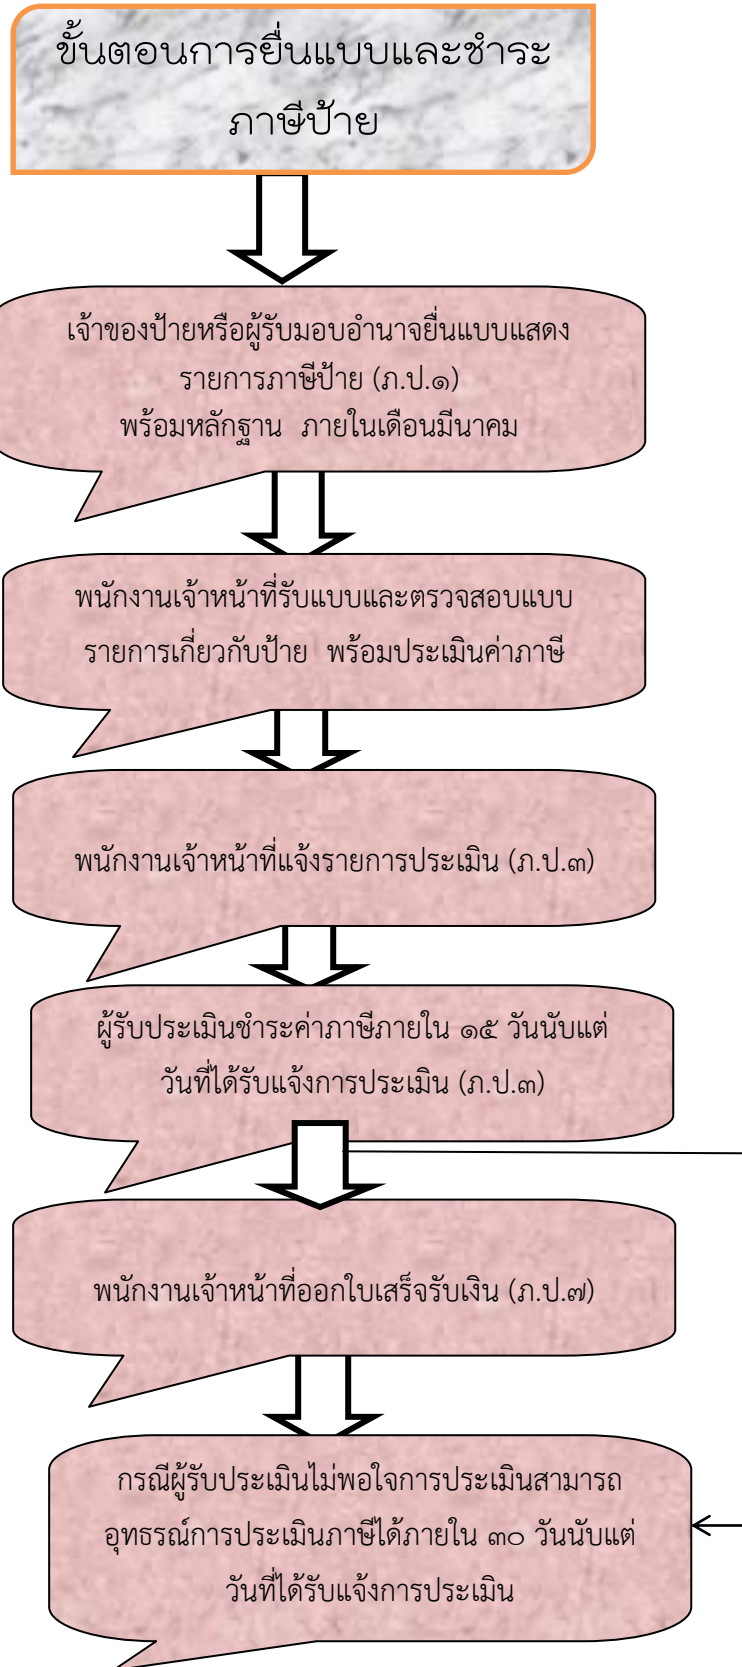 ขั้นตอนการยื่นแบบและชำระ
ภาษีป้าย
เจ้าของป้ายหรือผู้รับมอบอำนาจยื่นแบบแสดง
รายการภาษีป้าย (ภ.ป.๑)
พร้อมหลักฐาน ภายในเดือนมีนาคม
พนักงานเจ้าหน้าที่รับแบบและตรวจสอบแบบ
รายการเกี่ยวกับป้าย พร้อมประเมินค่าภาษี
พนักงานเจ้าหน้าที่แจ้งรายการประเมิน (ภ.ป.๓)
ผู้รับประเมินชำระค่าภาษีภายใน ๑๕ วันนับแต่
วันที่ได้รับแจ้งการประเมิน (ภ.ป.๓)
พนักงานเจ้าหน้าที่ออกใบเสร็จรับเงิน (ภ.ป.๗)
กรณีผู้รับประเมินไม่พอใจการประเมินสามารถ
อุทธรณ์การประเมินภาษีได้ภายใน ๓๐ วันนับแต่
วันที่ได้รับแจ้งการประเมิน